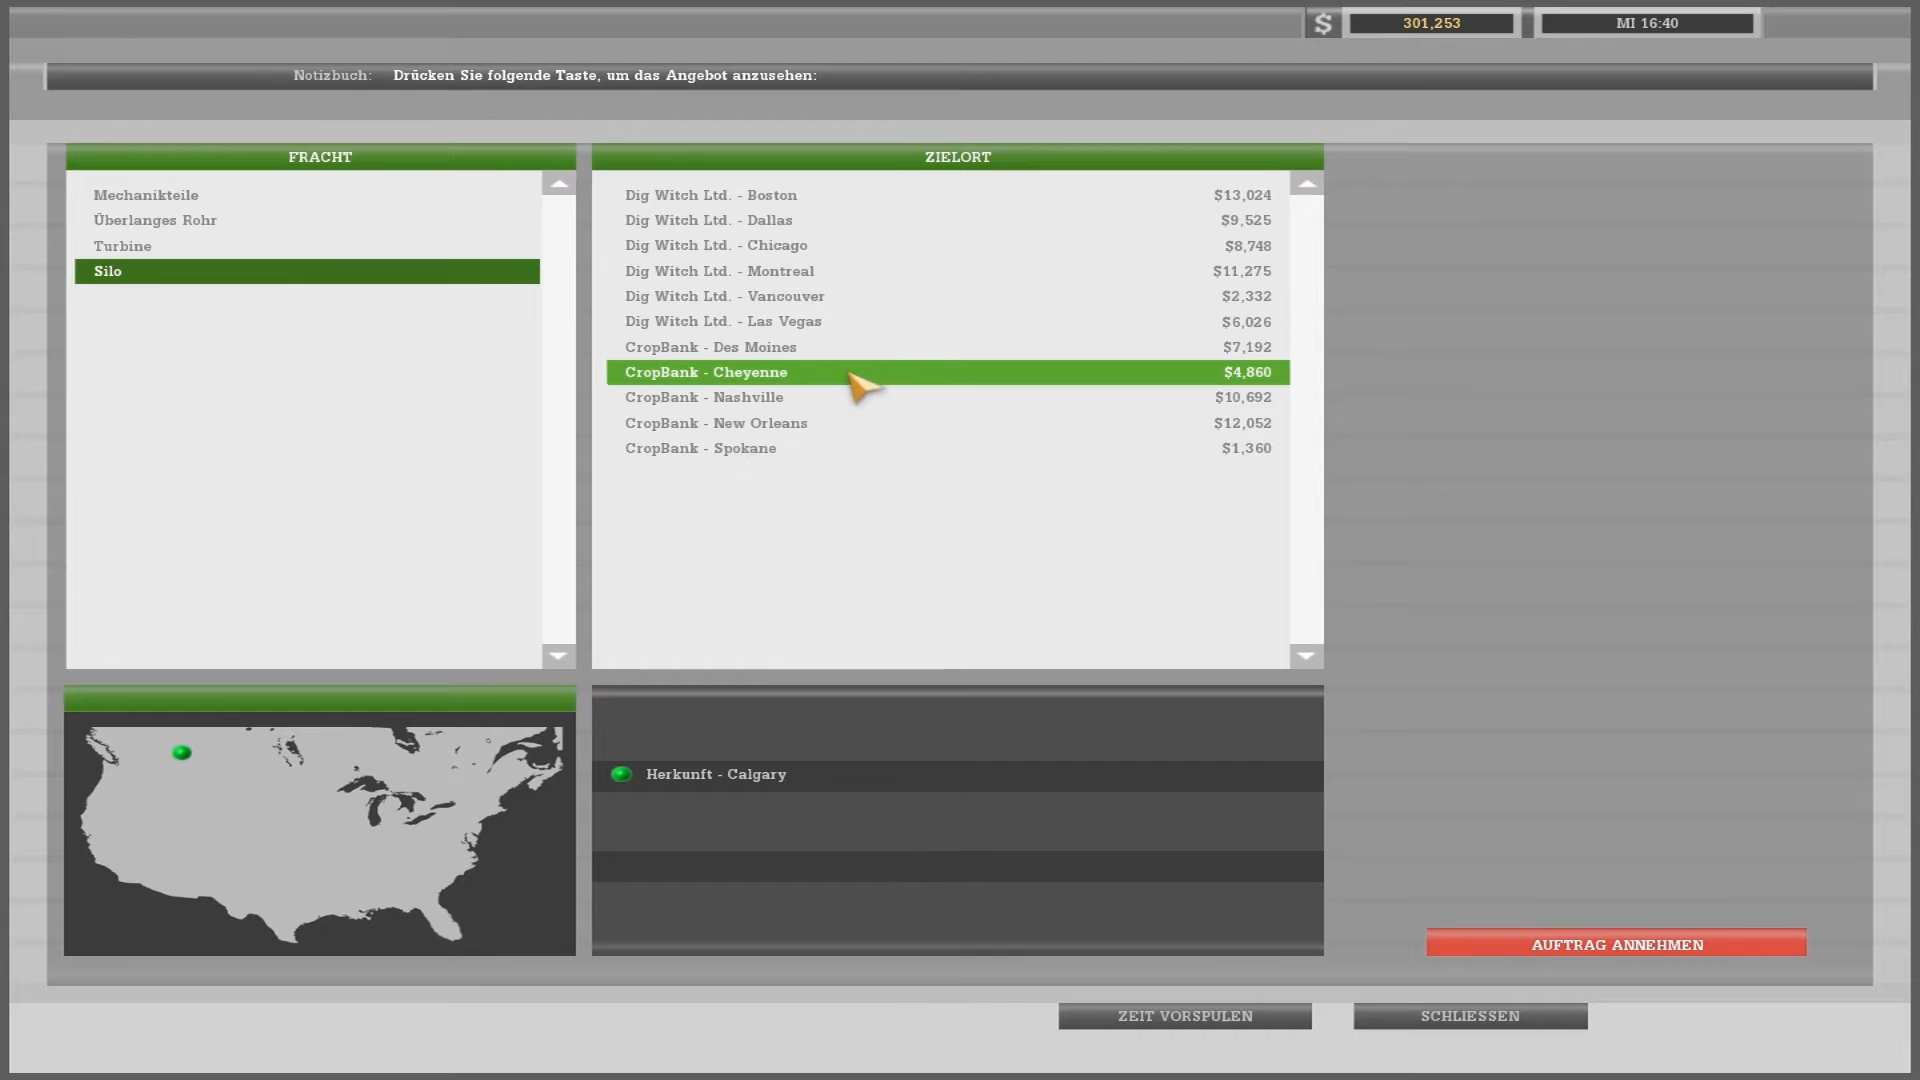 $ 301,253 MI 16:40
Notizbuch: Drücken Sie folgende Taste, um das Angebot anzusehen:
FRACHT
Mechanikteile
Überlanges Rohr
Turbine
Silo
ZIELORT
Dig Witch Ltd. - Boston $13,024
Dig Witch Ltd. - Dallas $9,525
Dig Witch Ltd. - Chicago $8,748
Dig Witch Ltd. - Montreal $11,275
Dig Witch Ltd. - Vancouver $2,332
Dig Witch Ltd. - Las Vegas $6,026
CropBank - Des Moines $7,192
CropBank - Cheyenne $4,860
CropBank - Nashville $10,692
CropBank - New Orleans $12,052
CropBank - Spokane $1,360
Herkunft - Calgary
AUFTRAG ANNEHMEN
ZEIT VORSPULEN SCHLIESSEN